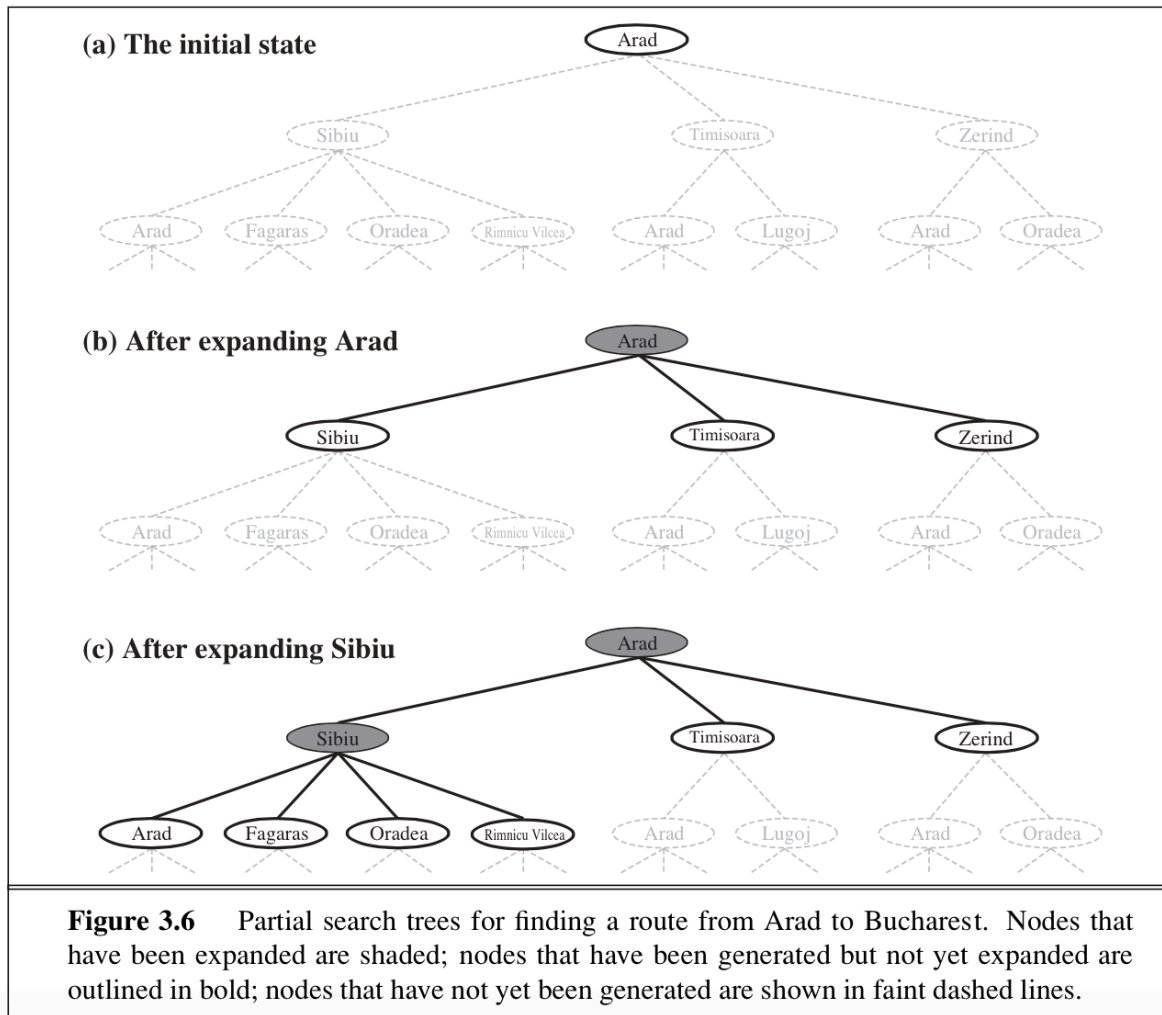 (a) The initial state
Arad
Sibiu
Timisoara
Zerind
Arad
Fagaras
Oradea
Rimnicu Vilcea
Arad
Lugoj
Arad
Oradea
(b) After expanding Arad
Arad
Sibiu
Timisoara
Zerind
Arad
Fagaras
Oradea
Rimnicu Vilcea
Arad
Lugoj
Arad
Oradea
(c) After expanding Sibiu
Arad
Sibiu
Timisoara
Zerind
Arad
Fagaras
Oradea
Rimnicu Vilcea
Arad
Lugoj
Arad
Oradea
Figure 3.6 Partial search trees for finding a route from Arad to Bucharest. Nodes that
have been expanded are shaded; nodes that have been generated but not yet expanded are
outlined in bold; nodes that have not yet been generated are shown in faint dashed lines.